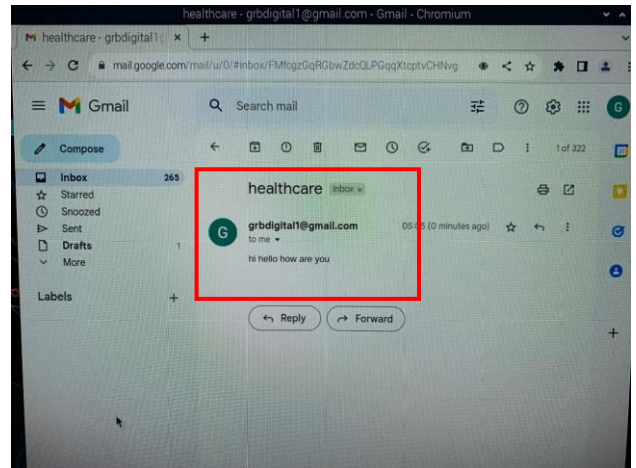 healthcare - grbdigital1@gmail.com - Gmail - Chromium
healthcare - grbdigital1@
mail.google.com/mail/u/0/#inbox/
Gmail
Search mail
G
Compose
1 of 322
Inbox 265
Starred
Snoozed
Sent
Drafts 1
More
Labels
healthcare Inbox ×
G
grbdigital1@gmail.com 05:05 (0 minutes ago)
to me
hi hello how are you
Reply Forward